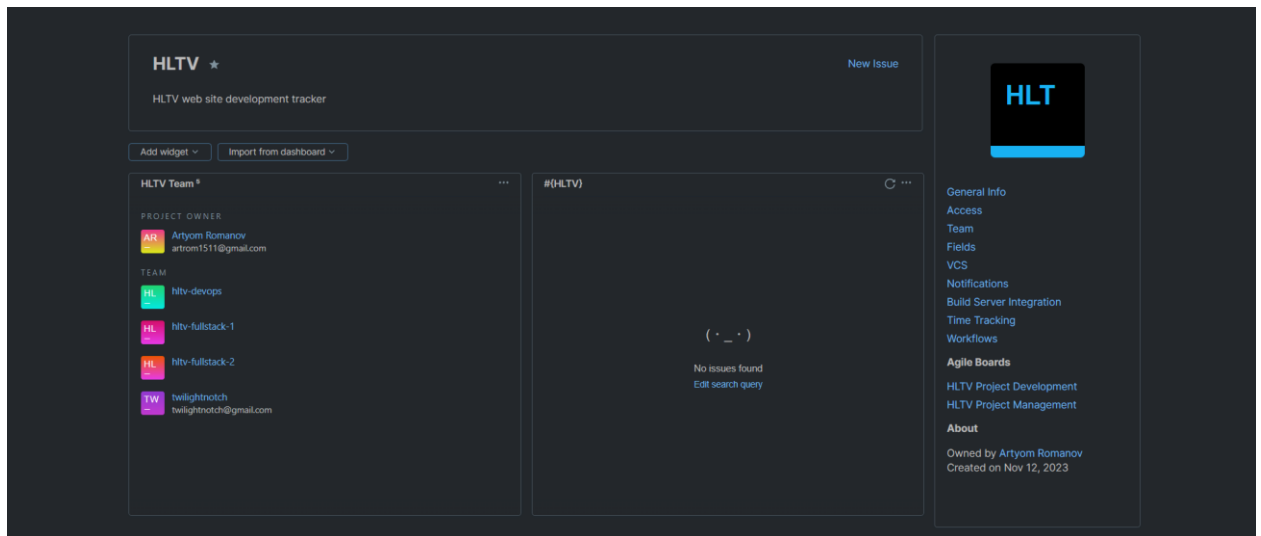 HLTV ★
New Issue
HLTV web site development tracker
Add widget
Import from dashboard
HLTV Team 5
PROJECT OWNER
AR
Artyom Romanov
artrom1511@gmail.com
TEAM
HL
hltv-devops
HL
hltv-fullstack-1
HL
hltv-fullstack-2
TW
twilightnotch
twilightnotch@gmail.com
#{HLTV}
(·_·)
No issues found
Edit search query
HLT
General Info
Access
Team
Fields
VCS
Notifications
Build Server Integration
Time Tracking
Workflows
Agile Boards
HLTV Project Development
HLTV Project Management
About
Owned by Artyom Romanov
Created on Nov 12, 2023